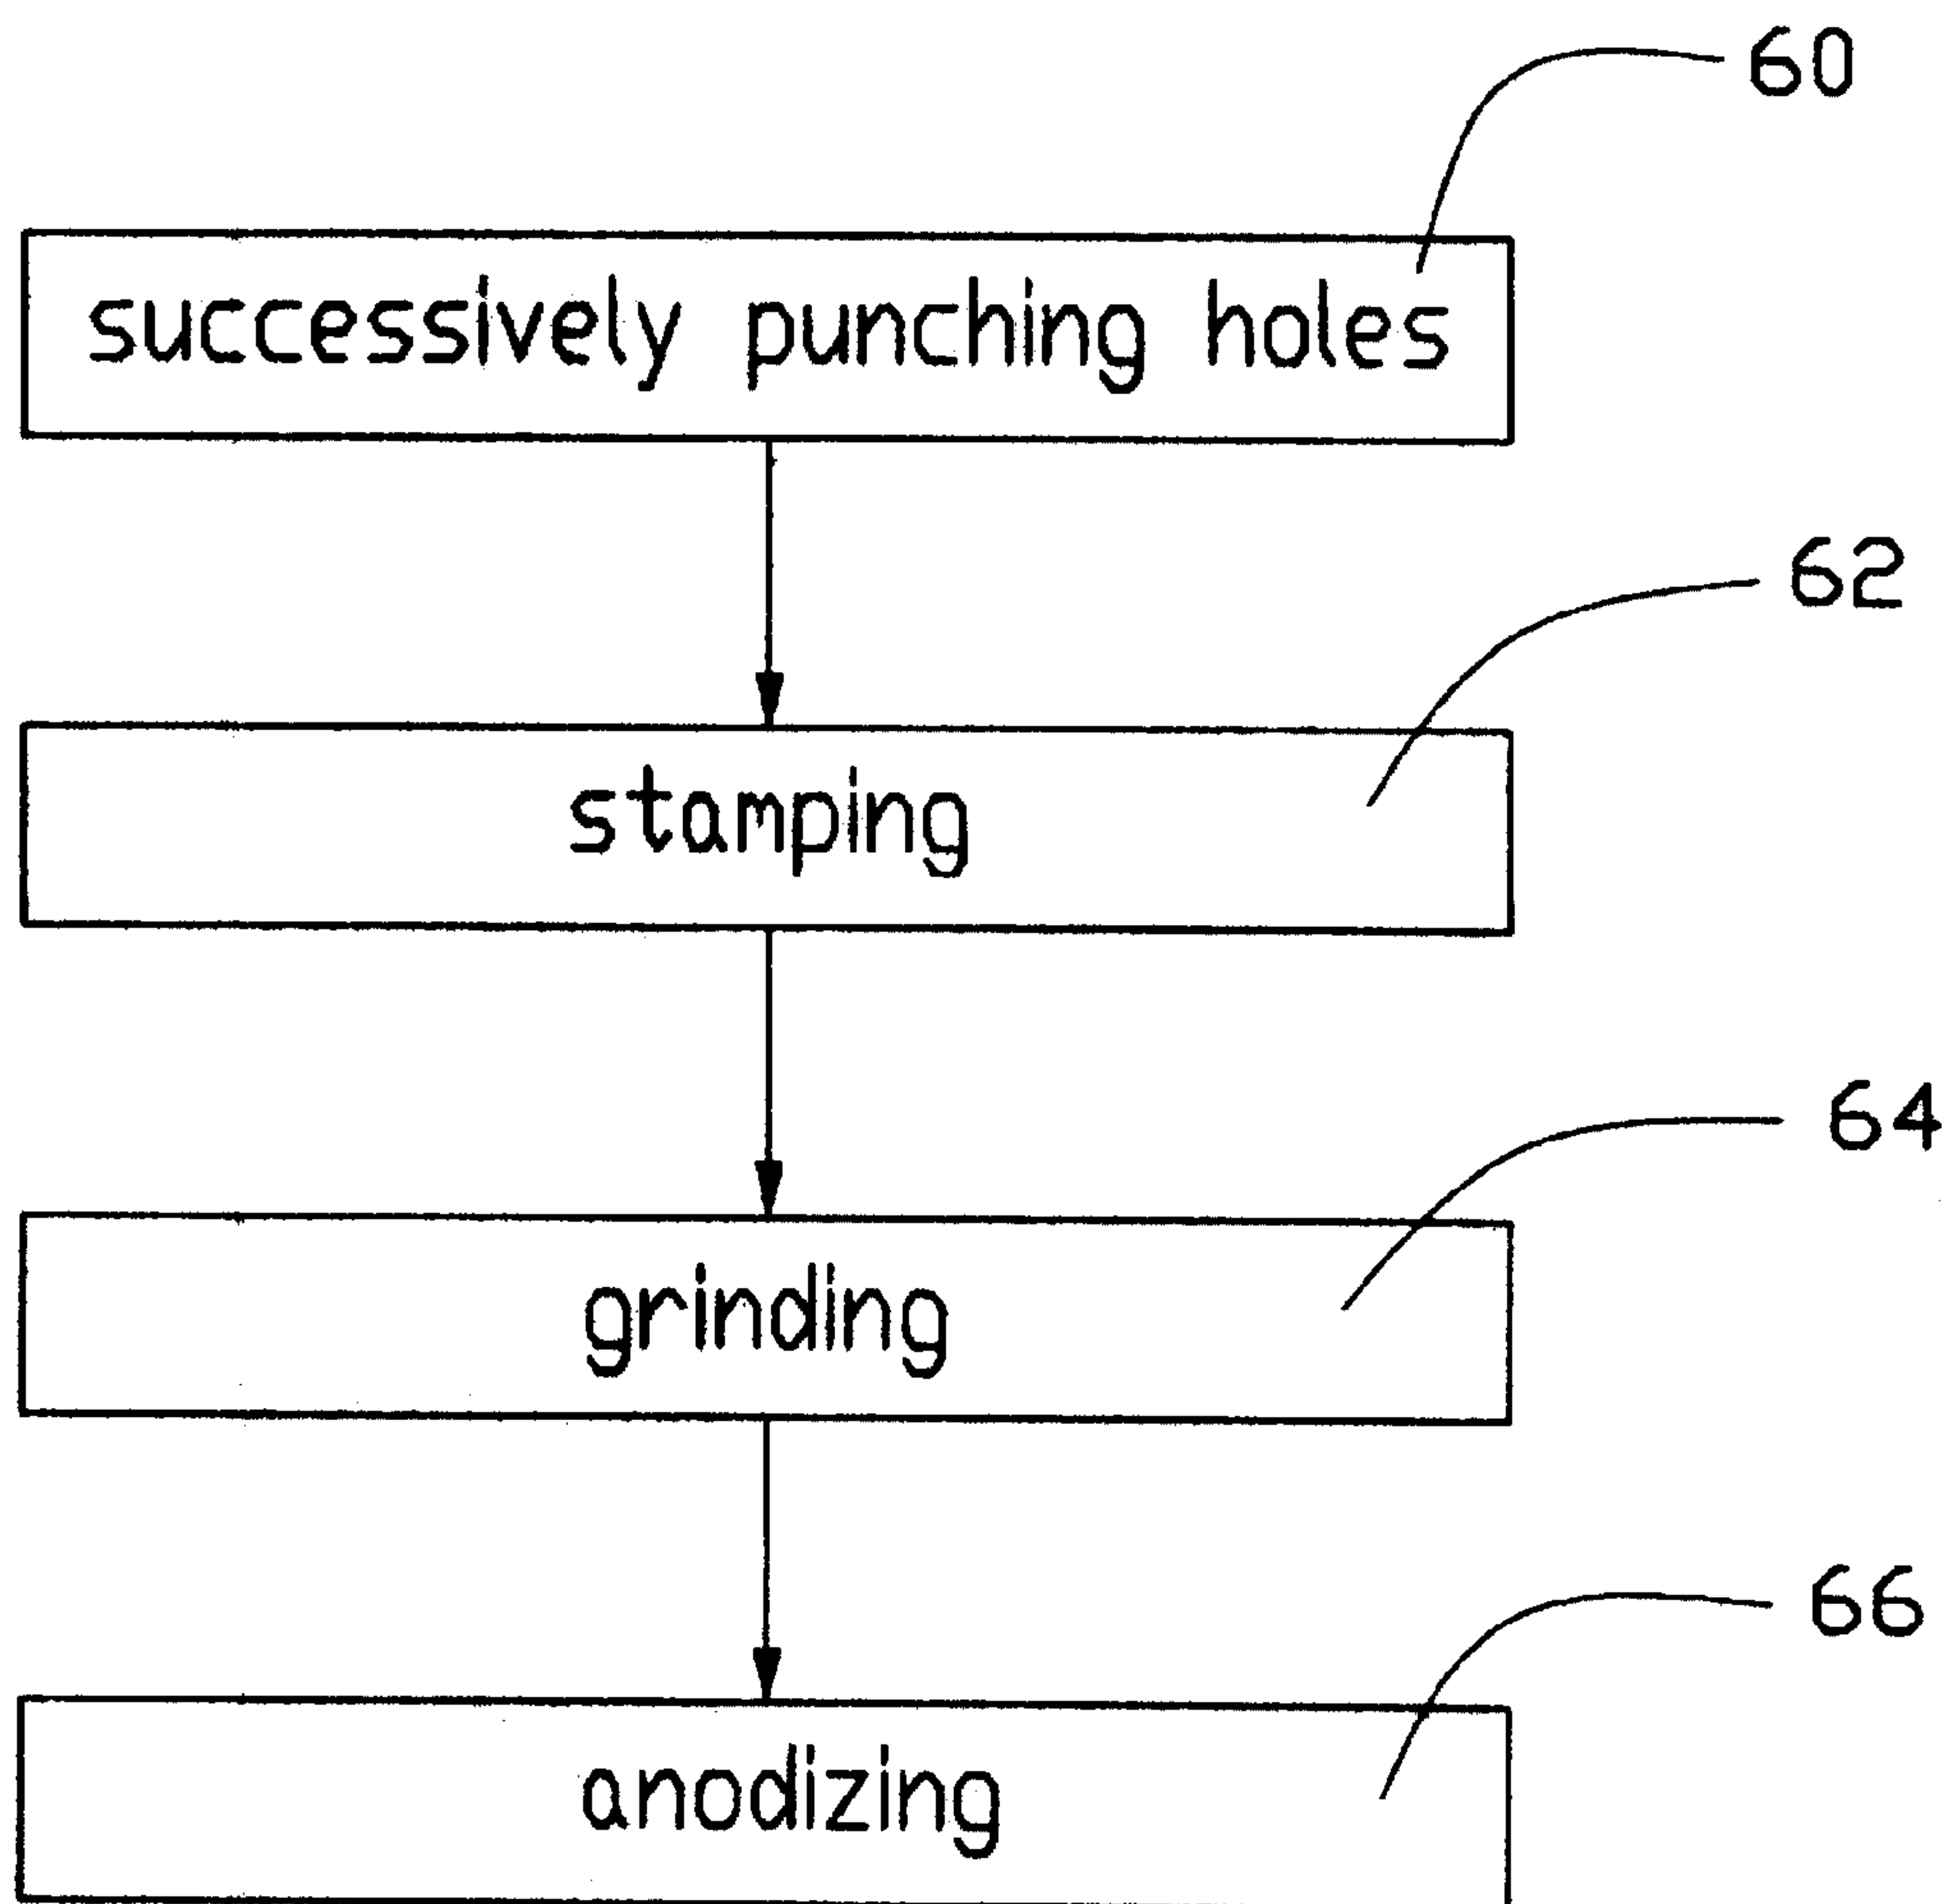 60
successively punching holes
62
stamping
64
grinding
66
anodizing